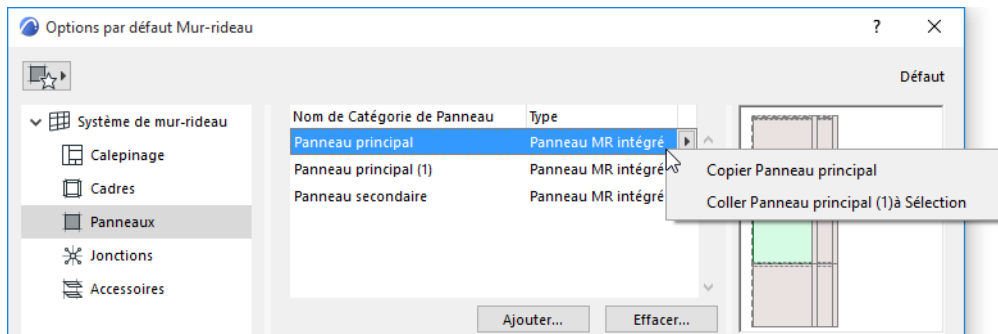 Options par défaut Mur-rideau
?
Défaut
Système de mur-rideau
Calepinage
Cadres
Panneaux
Jonctions
Accessoires
Nom de Catégorie de Panneau Type
Panneau principal Panneau MR intégré
Panneau principal (1) Panneau MR intégré
Panneau secondaire Panneau MR intégré
Copier Panneau principal
Coller Panneau principal (1)à Sélection
Ajouter... Effacer...